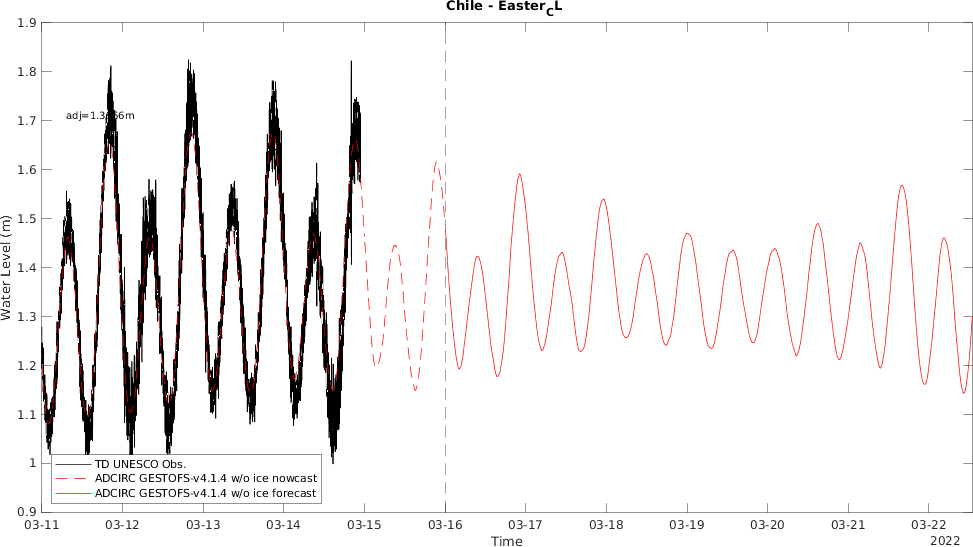 Chile - Easter_CL
1.9
1.8
1.7
1.6
1.5
1.4
1.3
1.2
1.1
1
0.9
Water Level (m)
TD UNESCO Obs.
ADCIRC GESTOFS-v4.1.4 w/o ice nowcast
ADCIRC GESTOFS-v4.1.4 w/o ice forecast
03-11 03-12 03-13 03-14 03-15 03-16 03-17 03-18 03-19 03-20 03-21 03-22
Time
2022